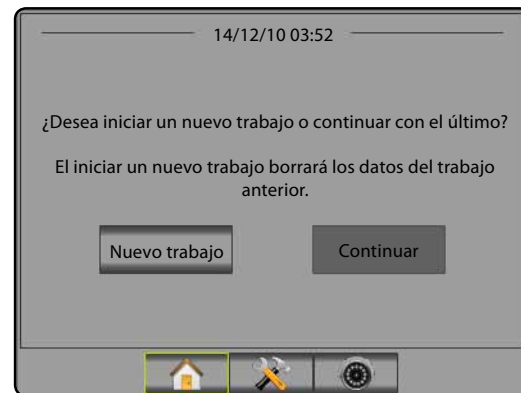 14/12/10 03:52
¿Desea iniciar un nuevo trabajo o continuar con el último?
El iniciar un nuevo trabajo borrará los datos del trabajo
anterior.
Nuevo trabajo
Continuar